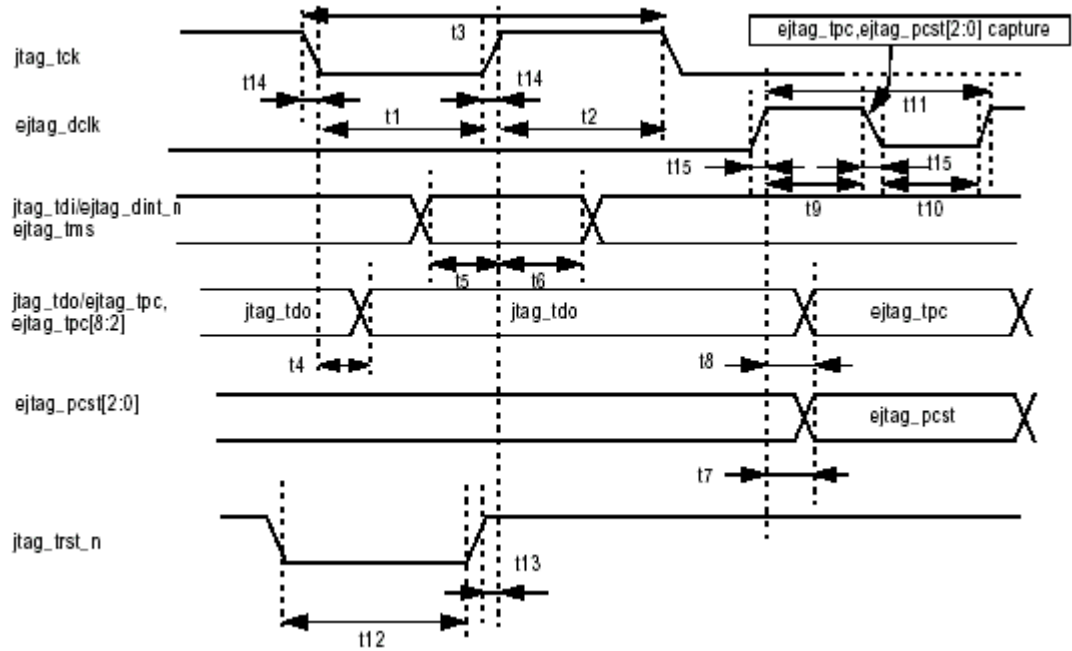 t3
ejtag_tpc,ejtag_pcst[2:0] capture
jtag_tck
t14
t14
t11
ejtag_dclk
t1
t2
t15
t15
jtag_tdi/ejtag_dint_n
ejtag_tms
t9
t10
t5
t6
jtag_tdo/ejtag_tpc,
ejtag_tpc[8:2]
jtag_tdo
jtag_tdo
ejtag_tpc
t4
t8
ejtag_pcst[2:0]
ejtag_pcst
t7
jtag_trst_n
t13
t12